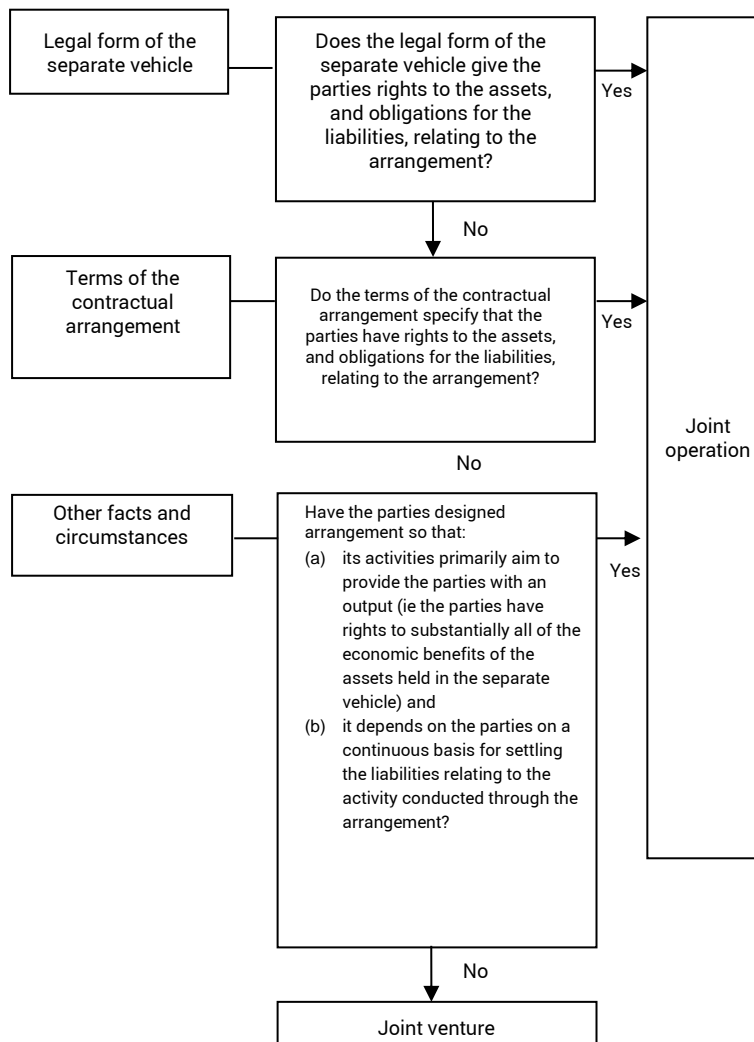 Legal form of the
separate vehicle
Does the legal form of the
separate vehicle give the
parties rights to the assets,
and obligations for the
liabilities, relating to the
arrangement?
Yes
No
Terms of the
contractual
arrangement
Do the terms of the contractual
arrangement specify that the
parties have rights to the assets,
and obligations for the liabilities,
relating to the arrangement?
Yes
Joint
operation
No
Other facts and
circumstances
Have the parties designed
arrangement so that:
(a) its activities primarily aim to
provide the parties with an
output (ie the parties have
rights to substantially all of the
economic benefits of the
assets held in the separate
vehicle) and
(b) it depends on the parties on a
continuous basis for settling
the liabilities relating to the
activity conducted through the
arrangement?
Yes
No
Joint venture